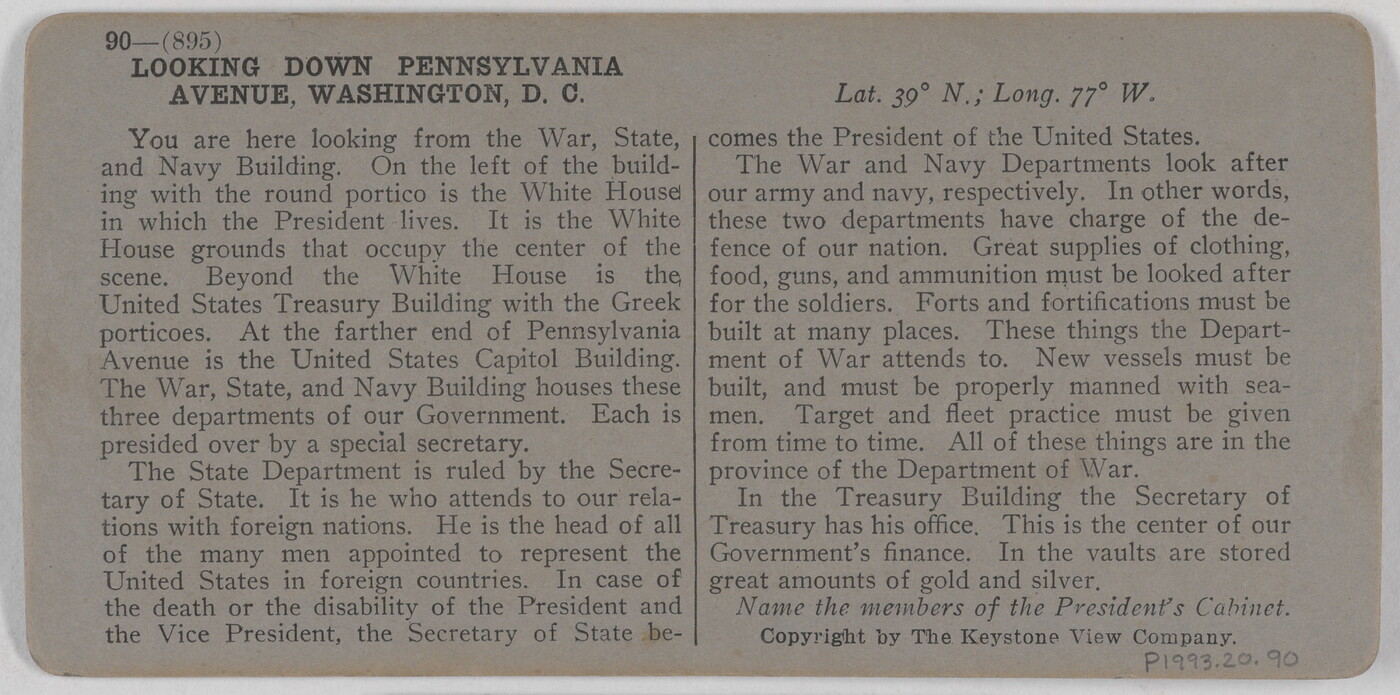 90—(895)
LOOKING DOWN PENNSYLVANIA
AVENUE, WASHINGTON, D. C.
Lat. 39° N.; Long. 77° W.
You are here looking from the War, State,
and Navy Building. On the left of the build-
ing with the round portico is the White House
in which the President lives. It is the White
House grounds that occupy the center of the
scene. Beyond the White House is the
United States Treasury Building with the Greek
porticoes. At the farther end of Pennsylvania
Avenue is the United States Capitol Building.
The War, State, and Navy Building houses these
three departments of our Government. Each is
presided over by a special secretary.
The State Department is ruled by the Secre-
tary of State. It is he who attends to our rela-
tions with foreign nations. He is the head of all
of the many men appointed to represent the
United States in foreign countries. In case of
the death or the disability of the President and
the Vice President, the Secretary of State be-
comes the President of the United States.
The War and Navy Departments look after
our army and navy, respectively. In other words,
these two departments have charge of the de-
fence of our nation. Great supplies of clothing,
food, guns, and ammunition must be looked after
for the soldiers. Forts and fortifications must be
built at many places. These things the Depart-
ment of War attends to. New vessels must be
built, and must be properly manned with sea-
men. Target and fleet practice must be given
from time to time. All of these things are in the
province of the Department of War.
In the Treasury Building the Secretary of
Treasury has his office. This is the center of our
Government's finance. In the vaults are stored
great amounts of gold and silver.
Name the members of the President's Cabinet.
Copyright by The Keystone View Company.
P1993.20.90